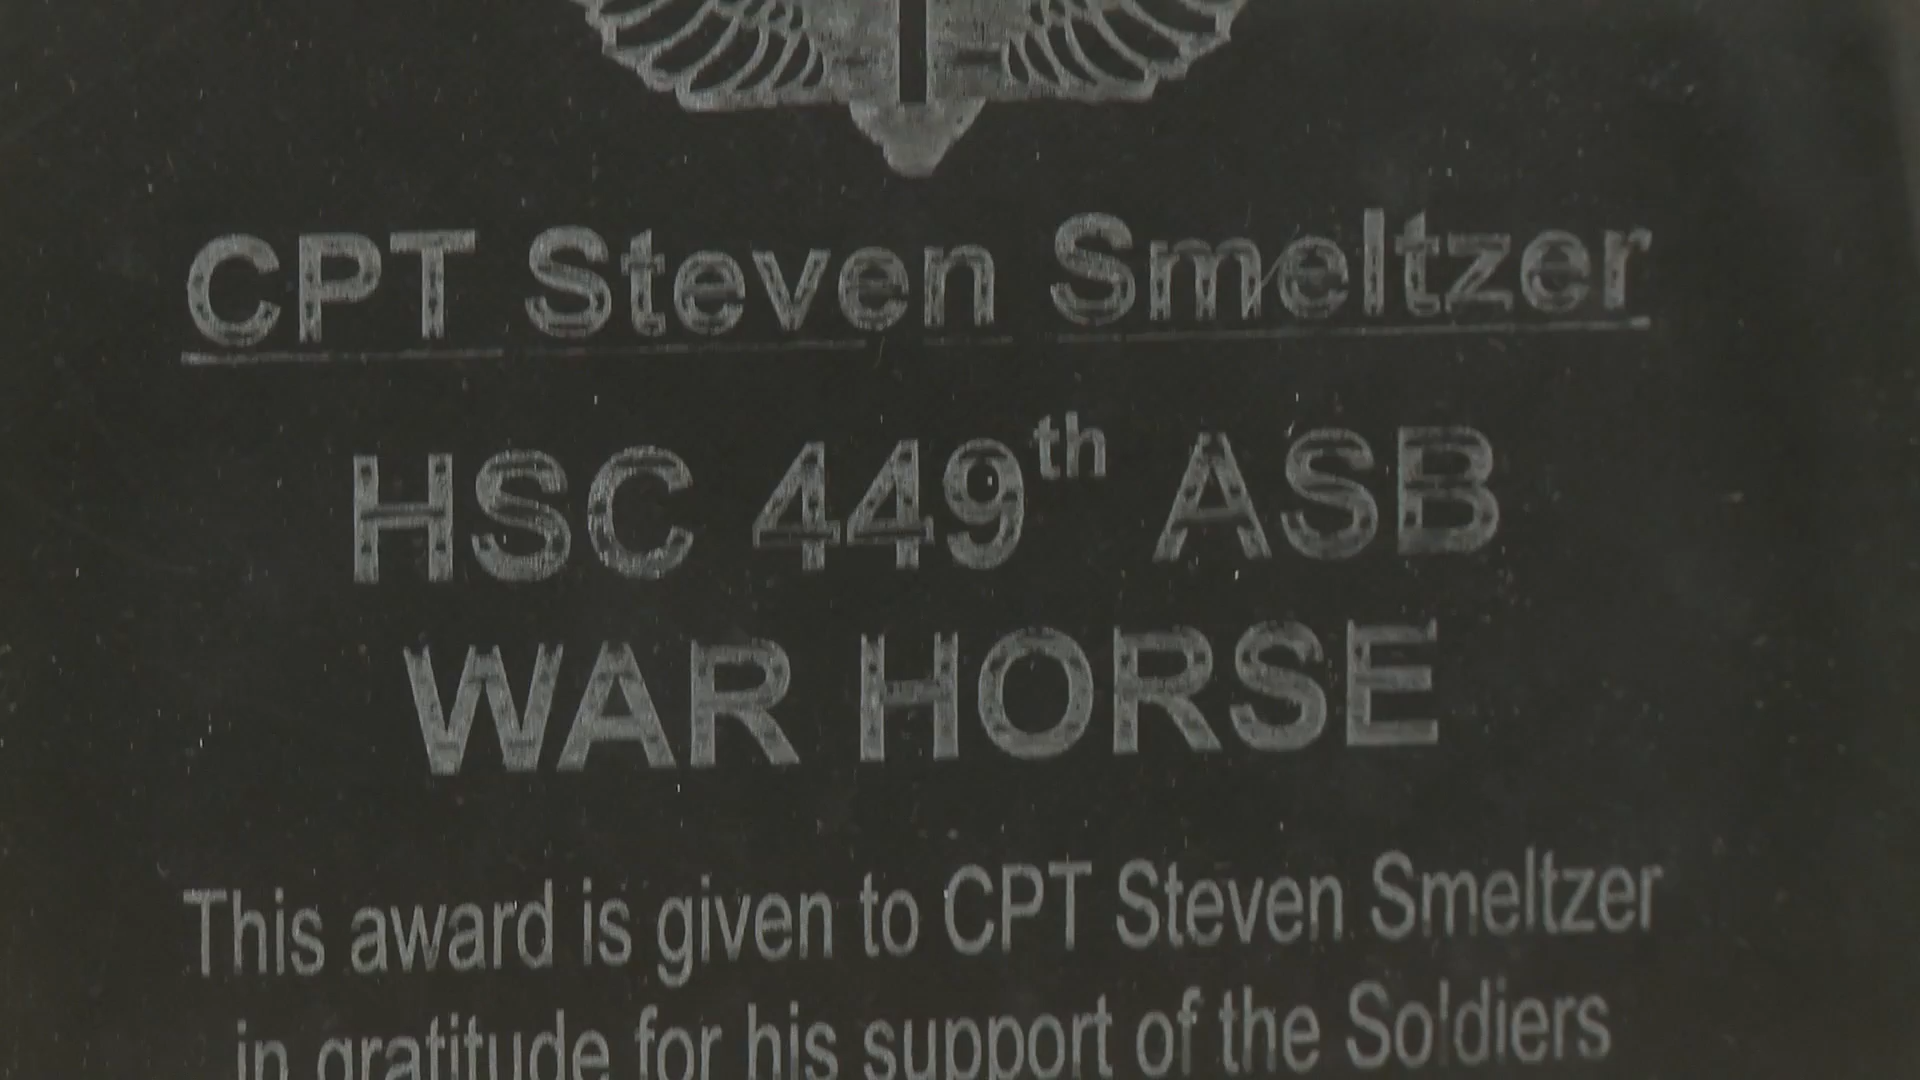 CPT Steven Smeltzer
HSC 449th ASB
WAR HORSE
This award is given to CPT Steven Smeltzer
in gratitude for his support of the Soldiers